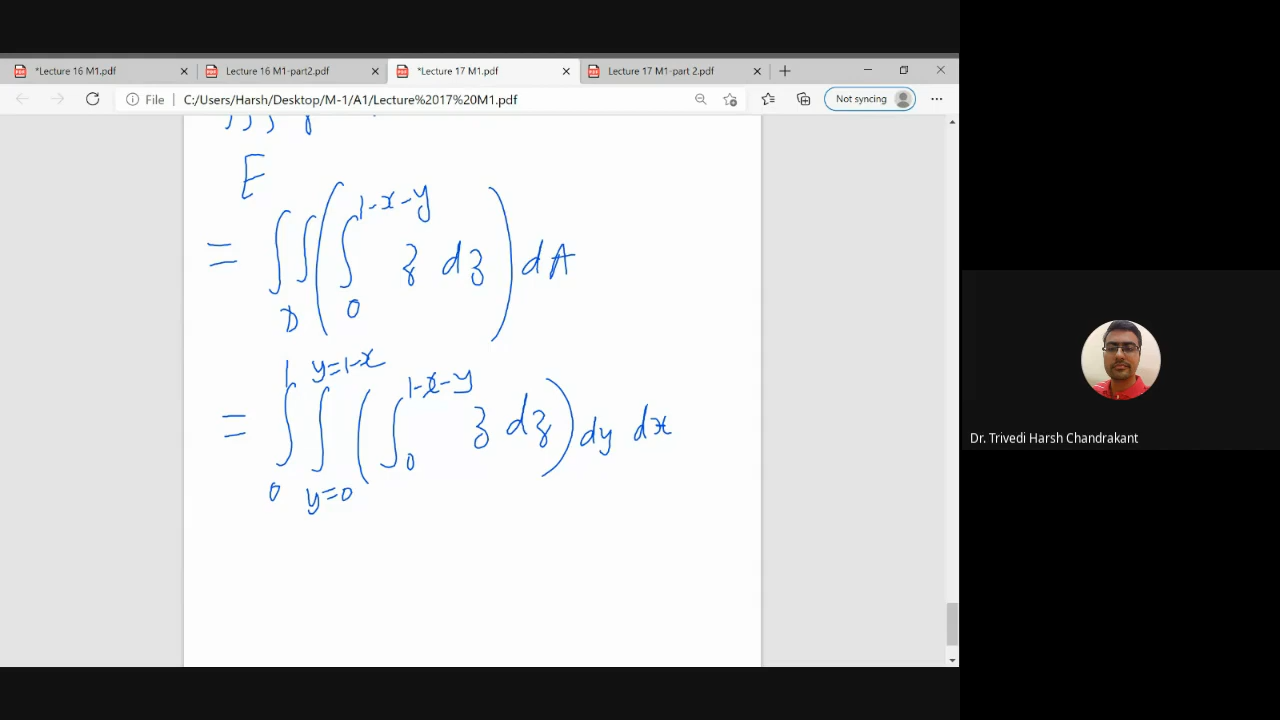 *Lecture 16 M1.pdf Lecture 16 M1-part2.pdf *Lecture 17 M1.pdf Lecture 17 M1-part 2.pdf
File C:/Users/Harsh/Desktop/M-1/A1/Lecture%2017%20M1.pdf Not syncing
E
= ∫∫_D ( ∫_0^{1-x-y} z dz ) dA
= ∫_0^1 ∫_{y=0}^{y=1-x} ( ∫_0^{1-x-y} z dz ) dy dx
Dr. Trivedi Harsh Chandrakant